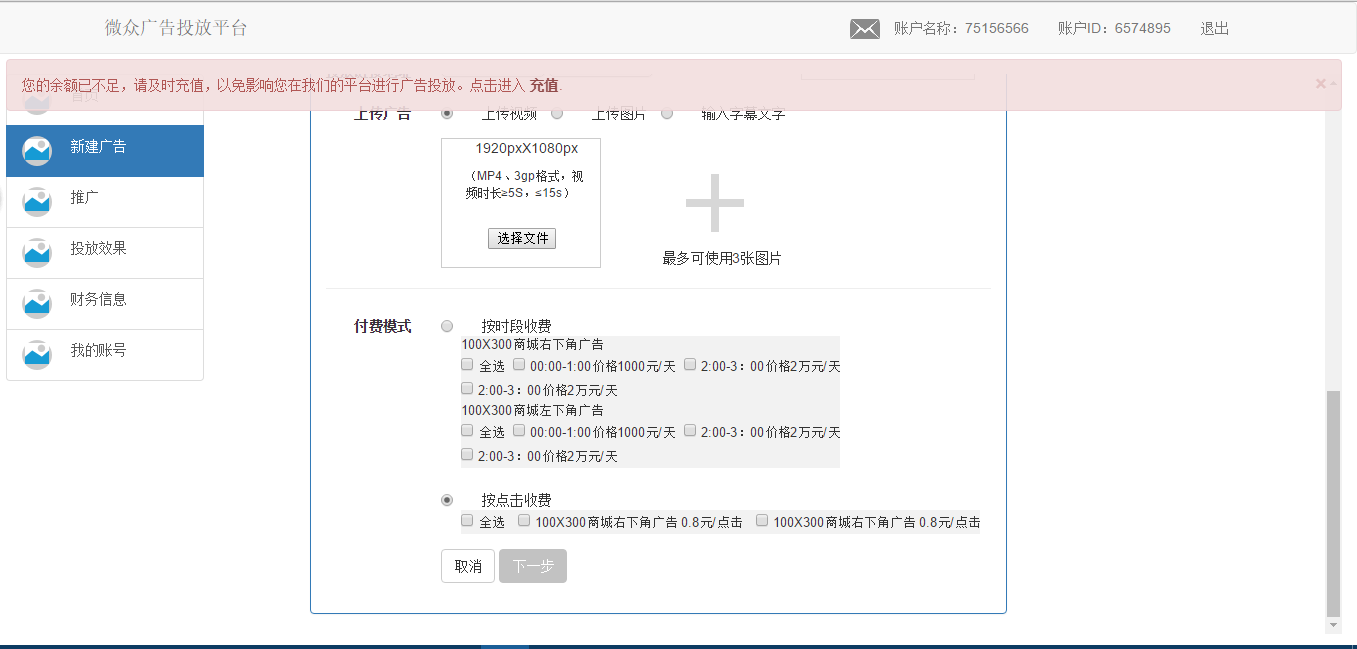 微众广告投放平台
账户名称：75156566 账户ID：6574895 退出
您的余额已不足，请及时充值，以免影响您在我们的平台进行广告投放。点击进入 充值.
×
首页
新建广告
推广
投放效果
财务信息
我的账号
上传广告 上传视频 上传图片 输入字幕文字
1920pxX1080px
（MP4、3gp格式，视
频时长≥5S，≤15s）
选择文件
最多可使用3张图片
付费模式 按时段收费
100X300商城右下角广告
全选 00:00-1:00价格1000元/天 2:00-3：00价格2万元/天
2:00-3：00价格2万元/天
100X300商城左下角广告
全选 00:00-1:00价格1000元/天 2:00-3：00价格2万元/天
2:00-3：00价格2万元/天
按点击收费
全选 100X300商城右下角广告 0.8元/点击 100X300商城右下角广告 0.8元/点击
取消 下一步